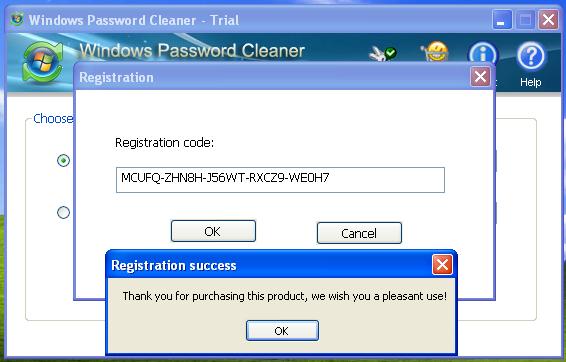 Windows Password Cleaner - Trial
Windows Password Cleaner
Help
Registration
Choose
Registration code:
MCUFQ-ZHN8H-J56WT-RXCZ9-WE0H7
OK
Cancel
Registration success
Thank you for purchasing this product, we wish you a pleasant use!
OK